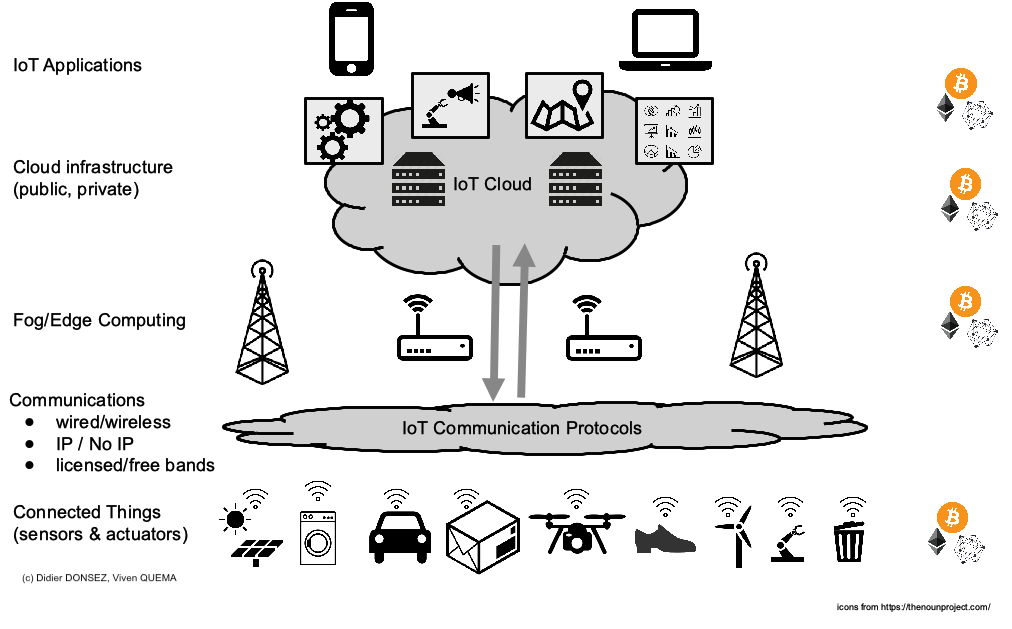 IoT Applications
Cloud infrastructure
(public, private)
IoT Cloud
Fog/Edge Computing
Communications
● wired/wireless
● IP / No IP
● licensed/free bands
IoT Communication Protocols
Connected Things
(sensors & actuators)
(c) Didier DONSEZ, Viven QUEMA
icons from https://thenounproject.com/